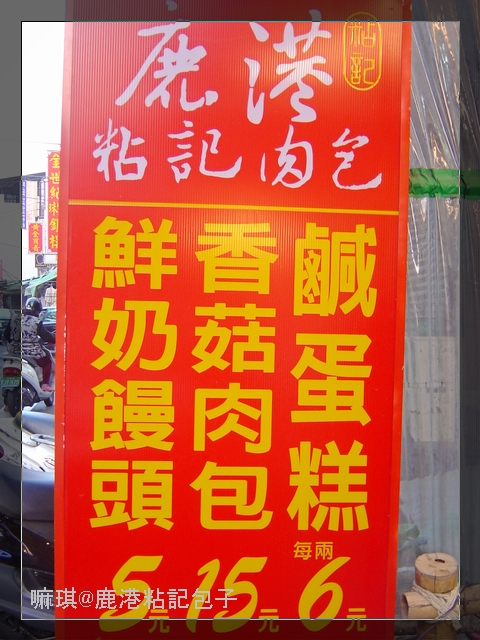 鹿港
粘記
粘記肉包
鹹蛋糕
每兩
6元
香菇肉包
15元
鮮奶饅頭
5元
嘛琪@鹿港粘記包子